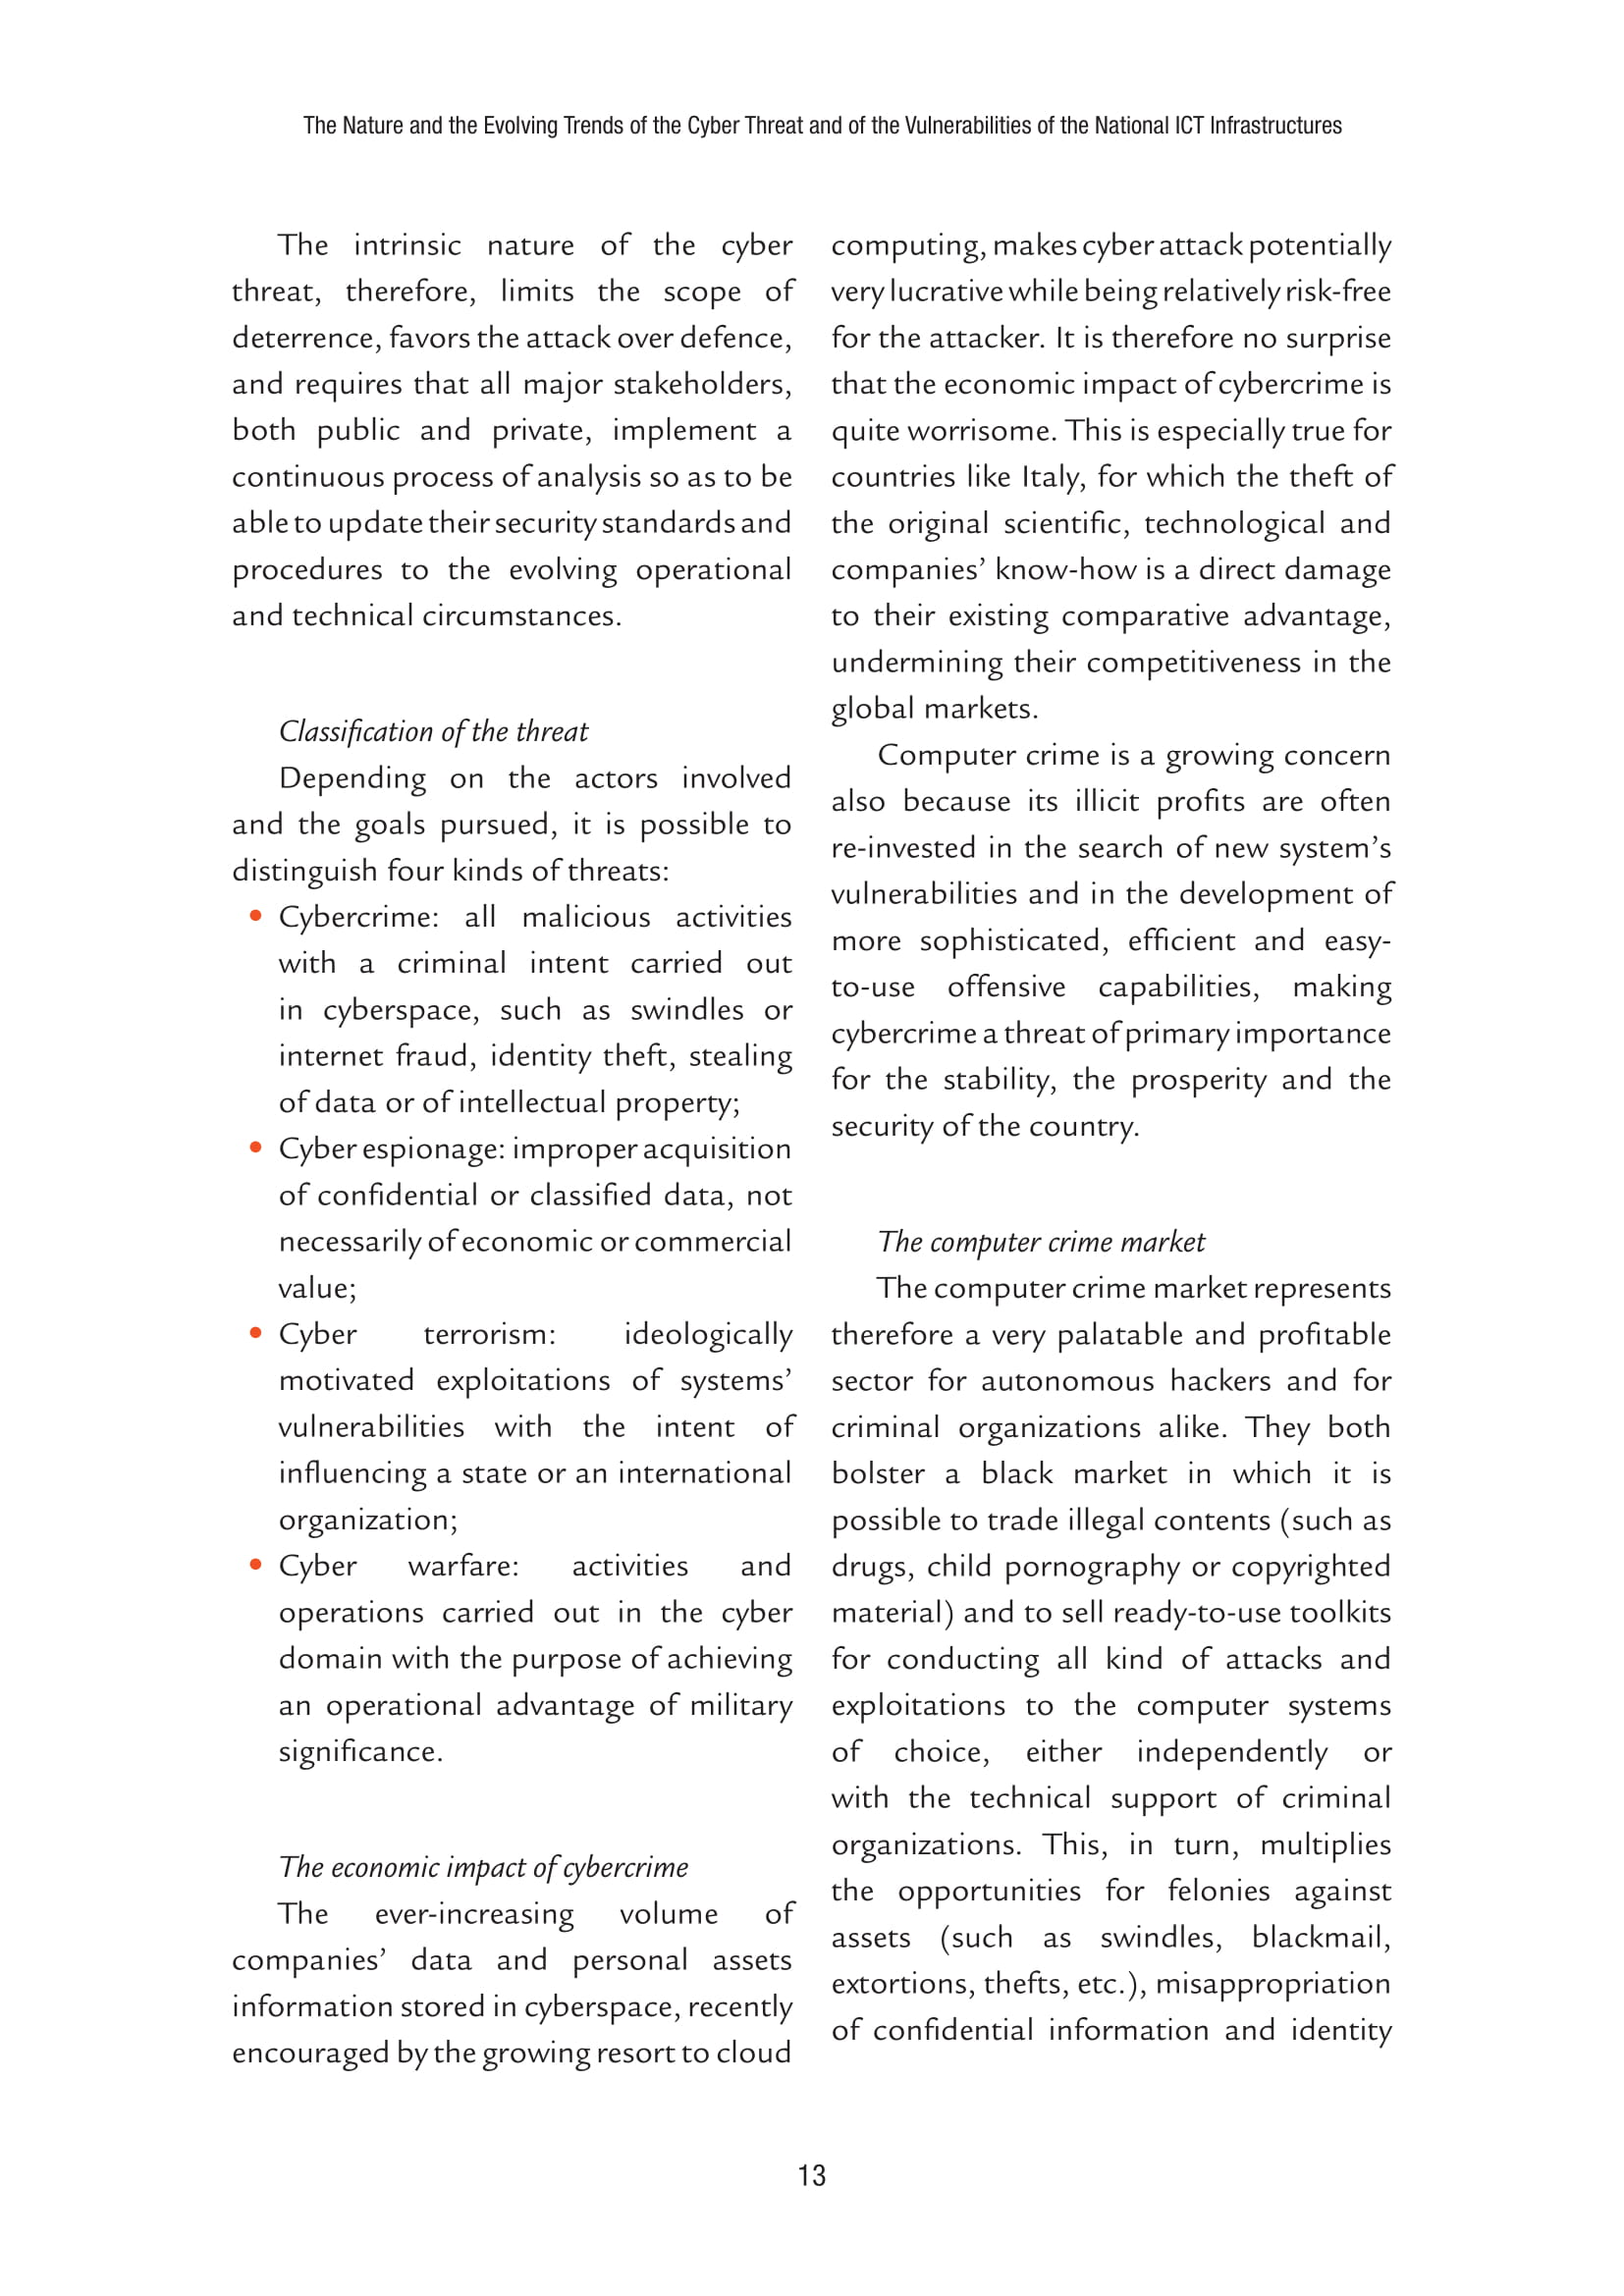 The Nature and the Evolving Trends of the Cyber Threat and of the Vulnerabilities of the National ICT Infrastructures
The intrinsic nature of the cyber
threat, therefore, limits the scope of
deterrence, favors the attack over defence,
and requires that all major stakeholders,
both public and private, implement a
continuous process of analysis so as to be
able to update their security standards and
procedures to the evolving operational
and technical circumstances.
Classification of the threat
Depending on the actors involved
and the goals pursued, it is possible to
distinguish four kinds of threats:
• Cybercrime: all malicious activities
with a criminal intent carried out
in cyberspace, such as swindles or
internet fraud, identity theft, stealing
of data or of intellectual property;
• Cyber espionage: improper acquisition
of confidential or classified data, not
necessarily of economic or commercial
value;
• Cyber terrorism: ideologically
motivated exploitations of systems’
vulnerabilities with the intent of
influencing a state or an international
organization;
• Cyber warfare: activities and
operations carried out in the cyber
domain with the purpose of achieving
an operational advantage of military
significance.
The economic impact of cybercrime
The ever-increasing volume of
companies’ data and personal assets
information stored in cyberspace, recently
encouraged by the growing resort to cloud
computing, makes cyber attack potentially
very lucrative while being relatively risk-free
for the attacker. It is therefore no surprise
that the economic impact of cybercrime is
quite worrisome. This is especially true for
countries like Italy, for which the theft of
the original scientific, technological and
companies’ know-how is a direct damage
to their existing comparative advantage,
undermining their competitiveness in the
global markets.
Computer crime is a growing concern
also because its illicit profits are often
re-invested in the search of new system’s
vulnerabilities and in the development of
more sophisticated, efficient and easy-
to-use offensive capabilities, making
cybercrime a threat of primary importance
for the stability, the prosperity and the
security of the country.
The computer crime market
The computer crime market represents
therefore a very palatable and profitable
sector for autonomous hackers and for
criminal organizations alike. They both
bolster a black market in which it is
possible to trade illegal contents (such as
drugs, child pornography or copyrighted
material) and to sell ready-to-use toolkits
for conducting all kind of attacks and
exploitations to the computer systems
of choice, either independently or
with the technical support of criminal
organizations. This, in turn, multiplies
the opportunities for felonies against
assets (such as swindles, blackmail,
extortions, thefts, etc.), misappropriation
of confidential information and identity
13